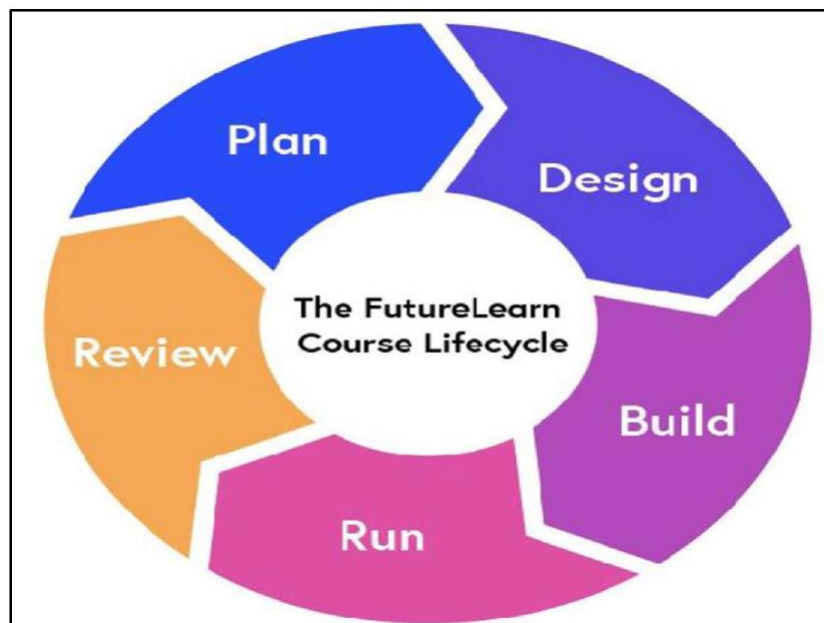 Plan
Design
The FutureLearn
Course Lifecycle
Review
Build
Run